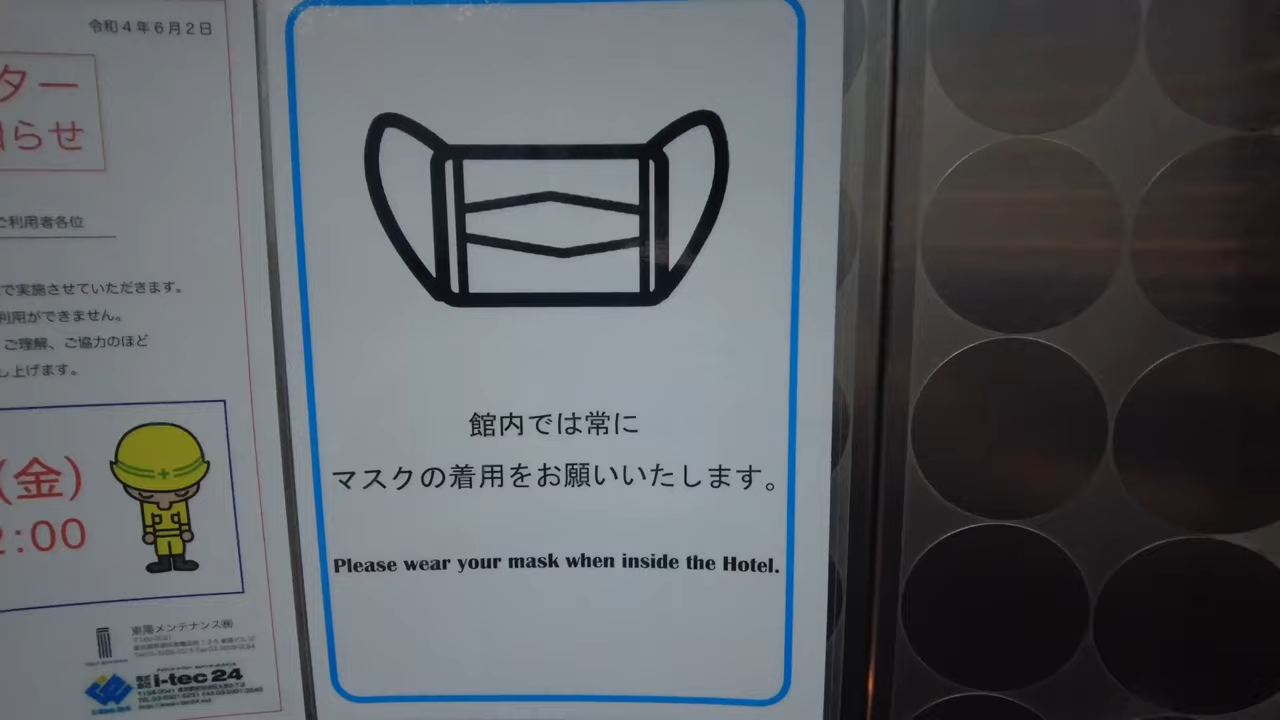 令和４年６月２日
ター
らせ
ご利用者各位
で実施させていただきます。
利用ができません。
ご理解、ご協力のほど
し上げます。
(金)
2:00
東陽メンテナンス㈱
株式会社 i-tec 24
館内では常に
マスクの着用をお願いいたします。
Please wear your mask when inside the Hotel.